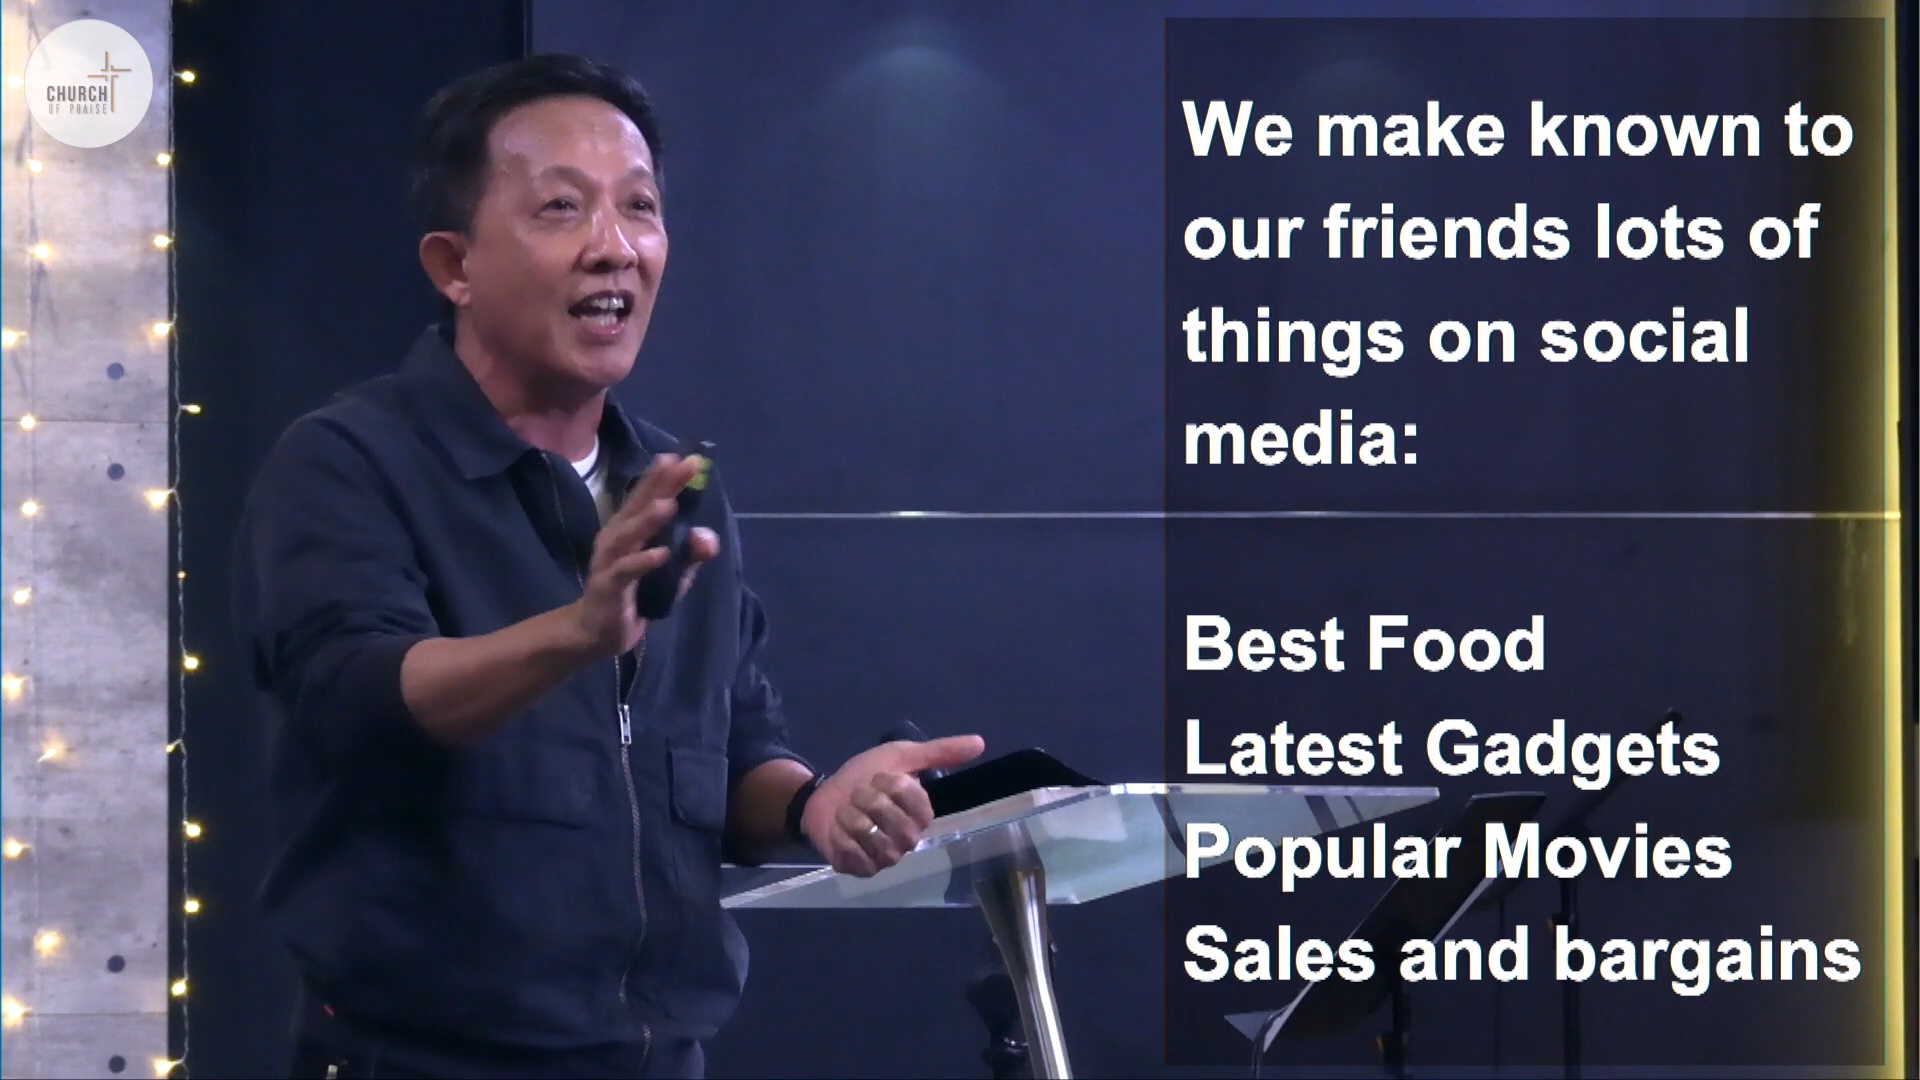 CHURCH
OF PRAISE
We make known to
our friends lots of
things on social
media:
Best Food
Latest Gadgets
Popular Movies
Sales and bargains